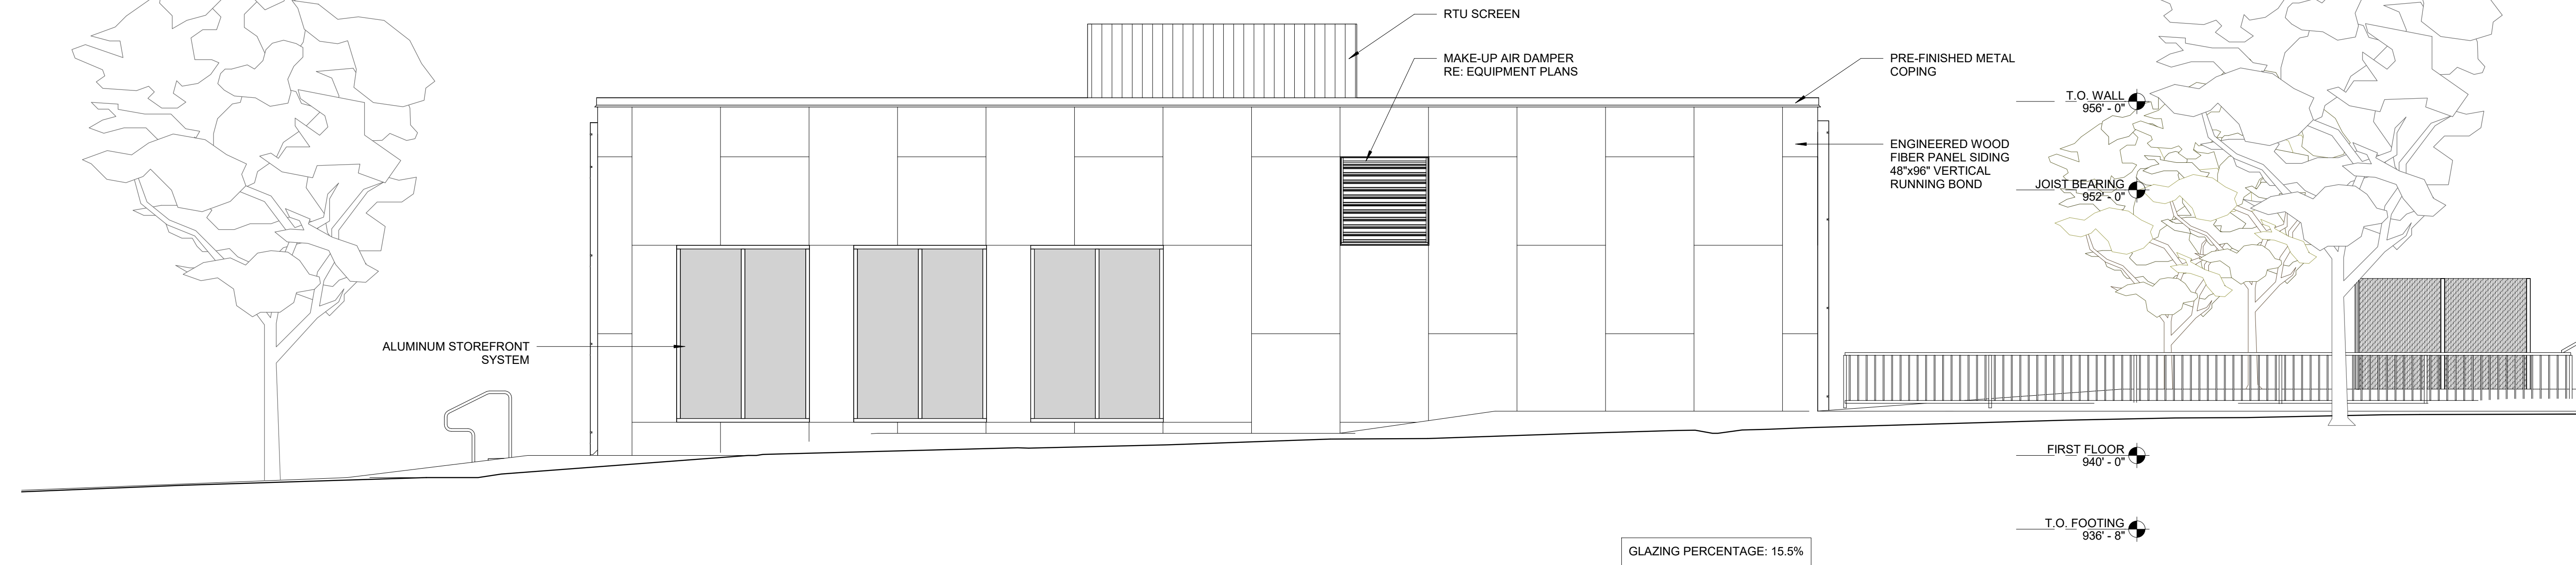 RTU SCREEN
MAKE-UP AIR DAMPER
RE: EQUIPMENT PLANS
PRE-FINISHED METAL
COPING
T.O. WALL
956' - 0"
ENGINEERED WOOD
FIBER PANEL SIDING
48"x96" VERTICAL
RUNNING BOND
JOIST BEARING
952' - 0"
ALUMINUM STOREFRONT
SYSTEM
FIRST FLOOR
940' - 0"
T.O. FOOTING
936' - 8"
GLAZING PERCENTAGE: 15.5%